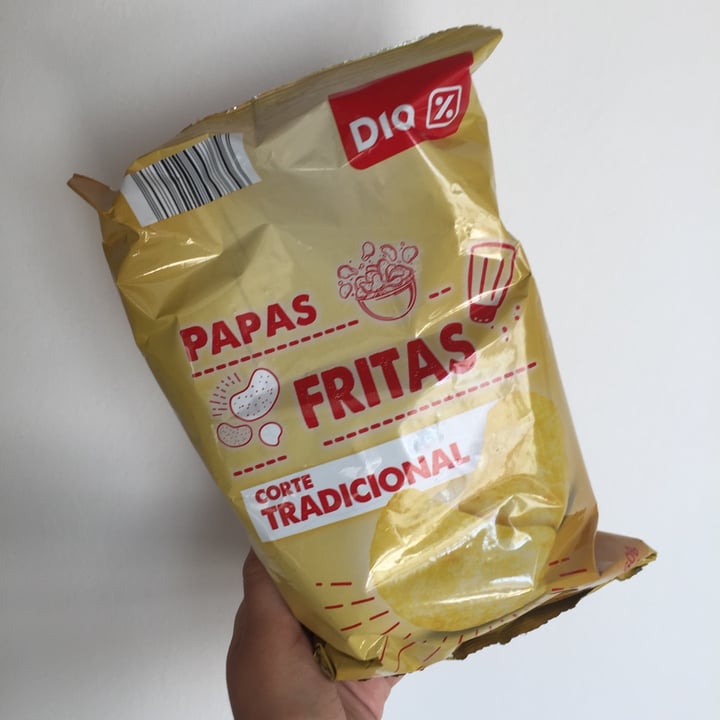 DIA %
PAPAS
FRITAS
CORTE
TRADICIONAL